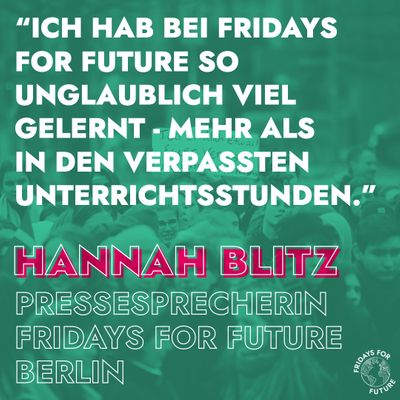 “ICH HAB BEI FRIDAYS
FOR FUTURE SO
UNGLAUBLICH VIEL
GELERNT - MEHR ALS
IN DEN VERPASSTEN
UNTERRICHTSSTUNDEN.”
HANNAH BLITZ
PRESSESPRECHERIN
FRIDAYS FOR FUTURE
BERLIN
FRIDAYS FOR
FUTURE